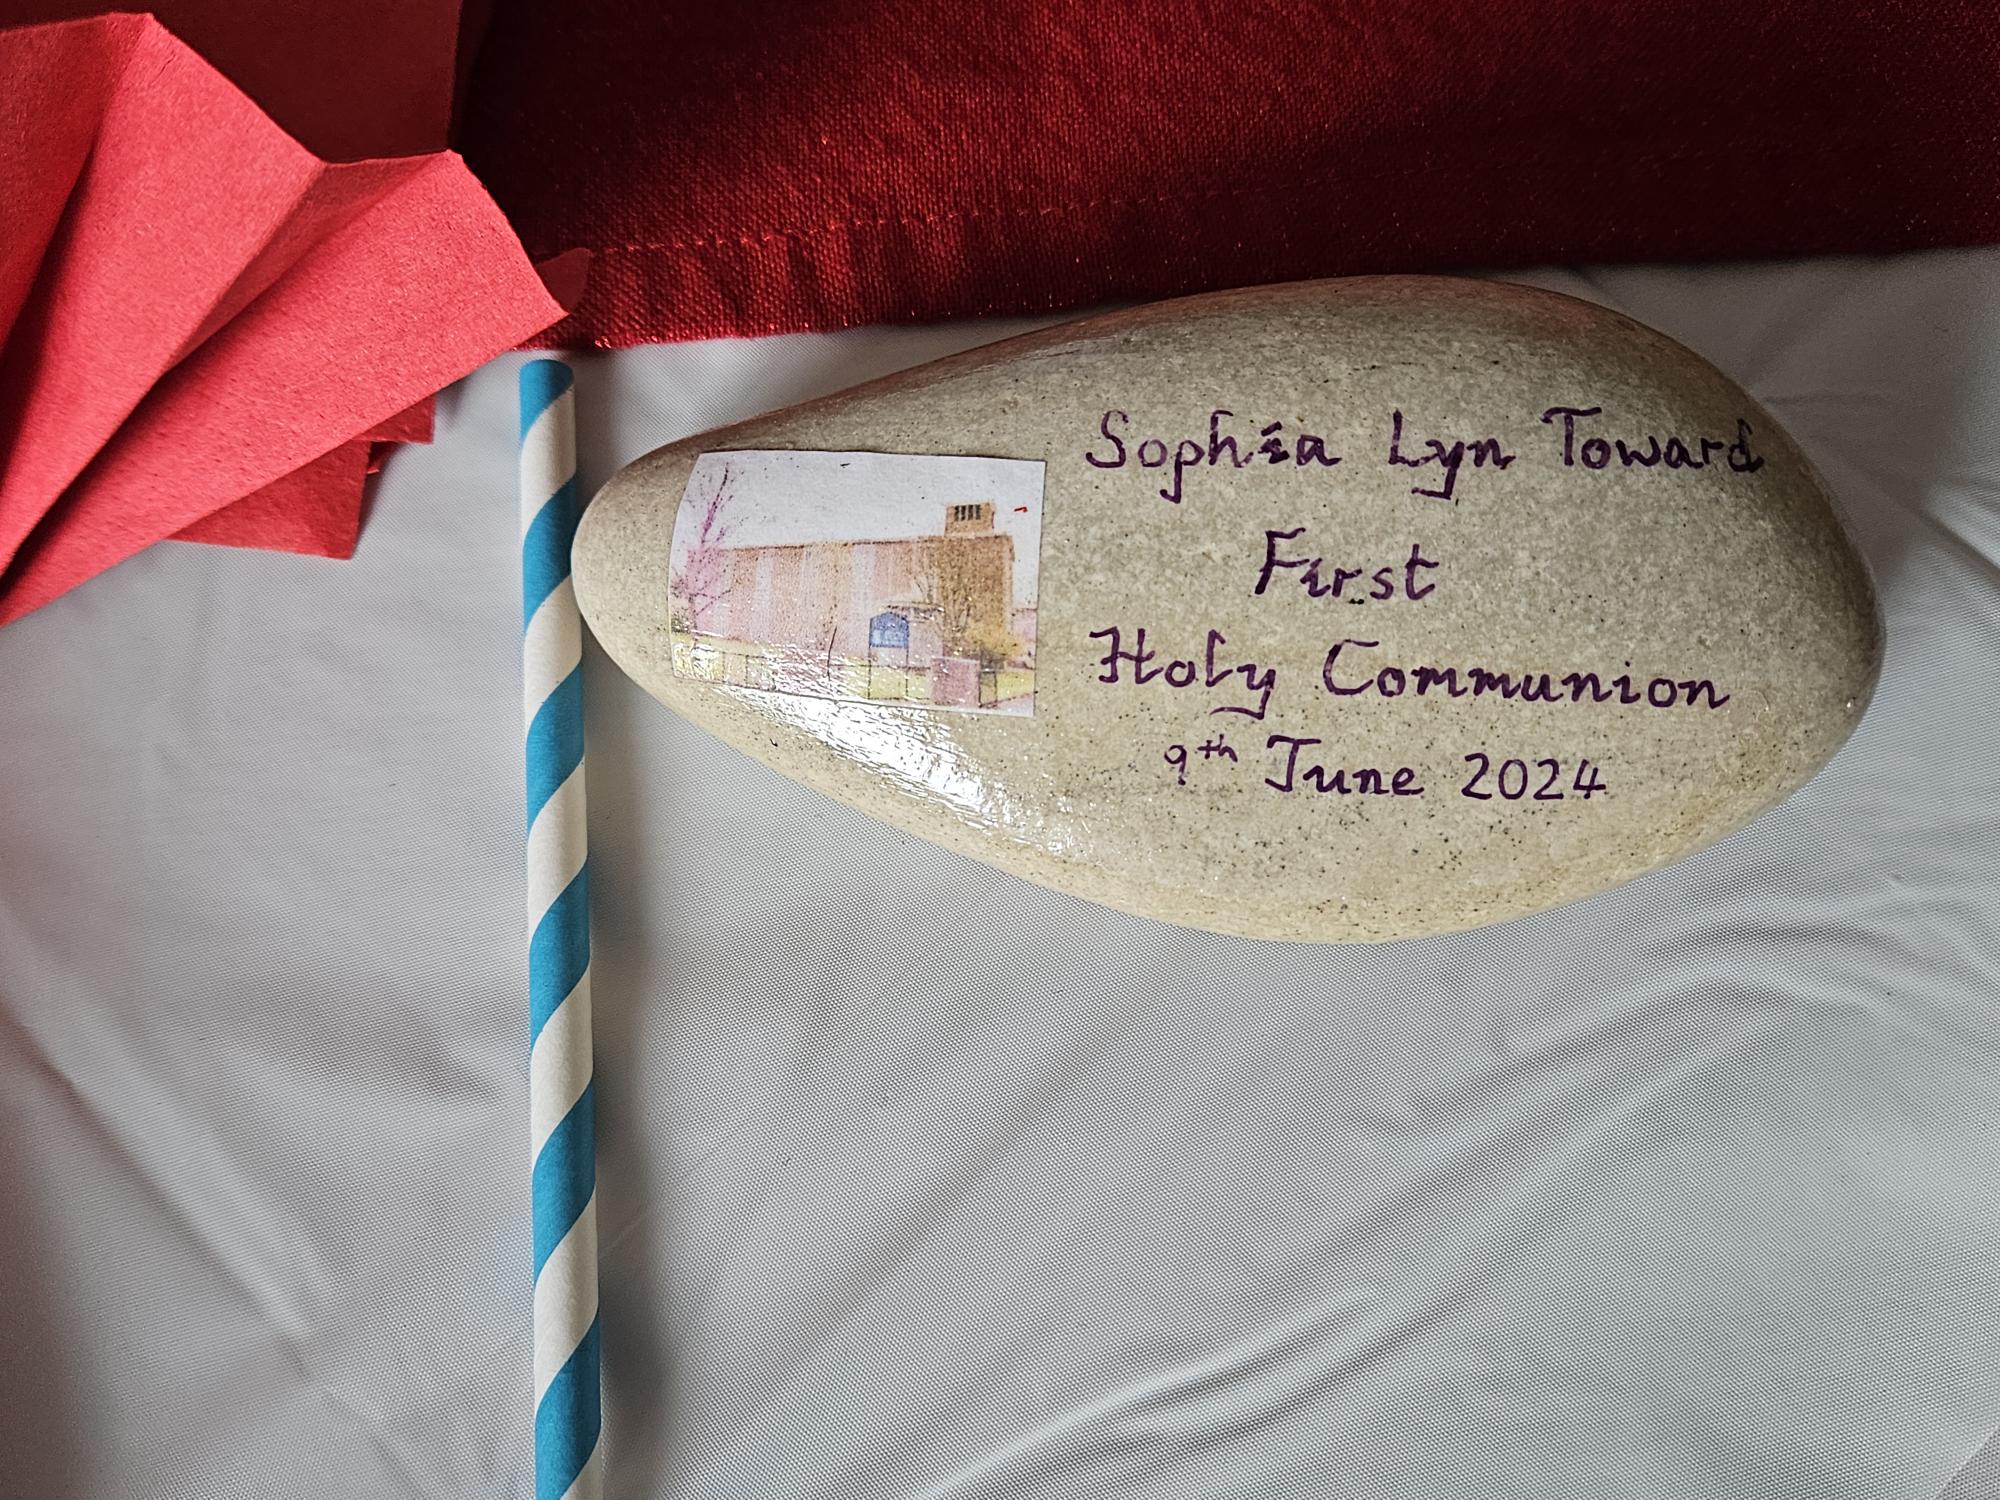 Sophia Lyn Toward
First
Holy Communion
9th June 2024